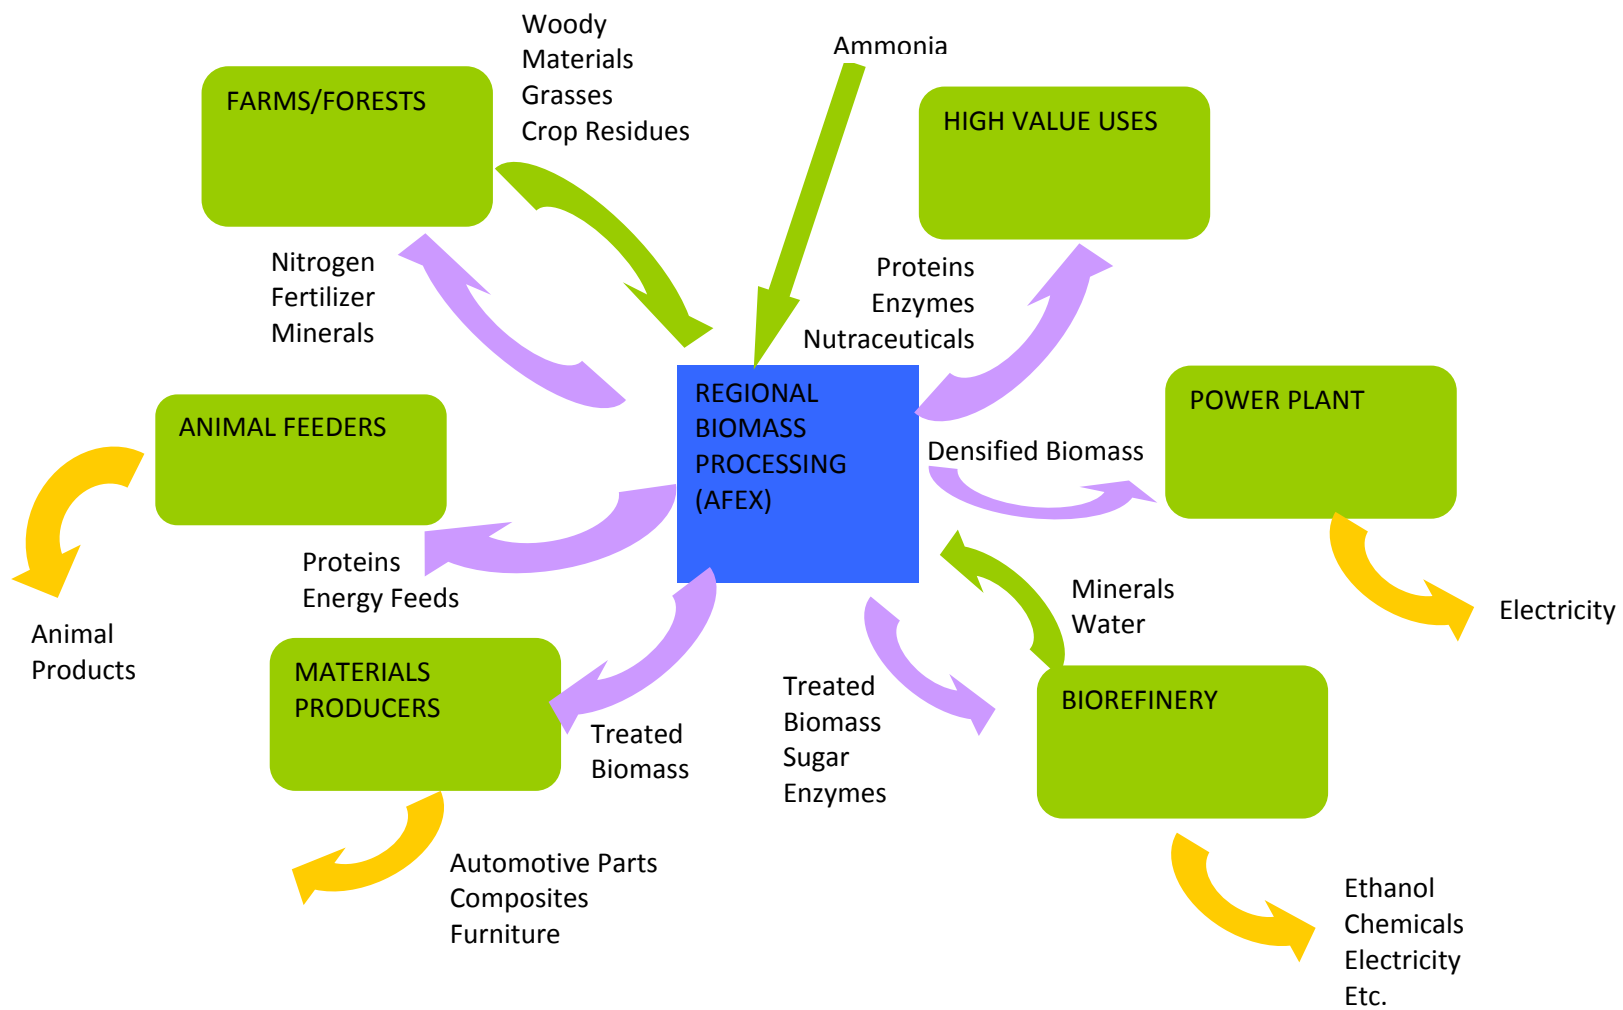 Woody
Materials
Grasses
Crop Residues
Ammonia
FARMS/FORESTS
HIGH VALUE USES
Nitrogen
Fertilizer
Minerals
Proteins
Enzymes
Nutraceuticals
REGIONAL
BIOMASS
PROCESSING
(AFEX)
POWER PLANT
ANIMAL FEEDERS
Densified Biomass
Proteins
Energy Feeds
Minerals
Water
Electricity
Animal
Products
MATERIALS
PRODUCERS
Treated
Biomass
Treated
Biomass
Sugar
Enzymes
BIOREFINERY
Automotive Parts
Composites
Furniture
Ethanol
Chemicals
Electricity
Etc.